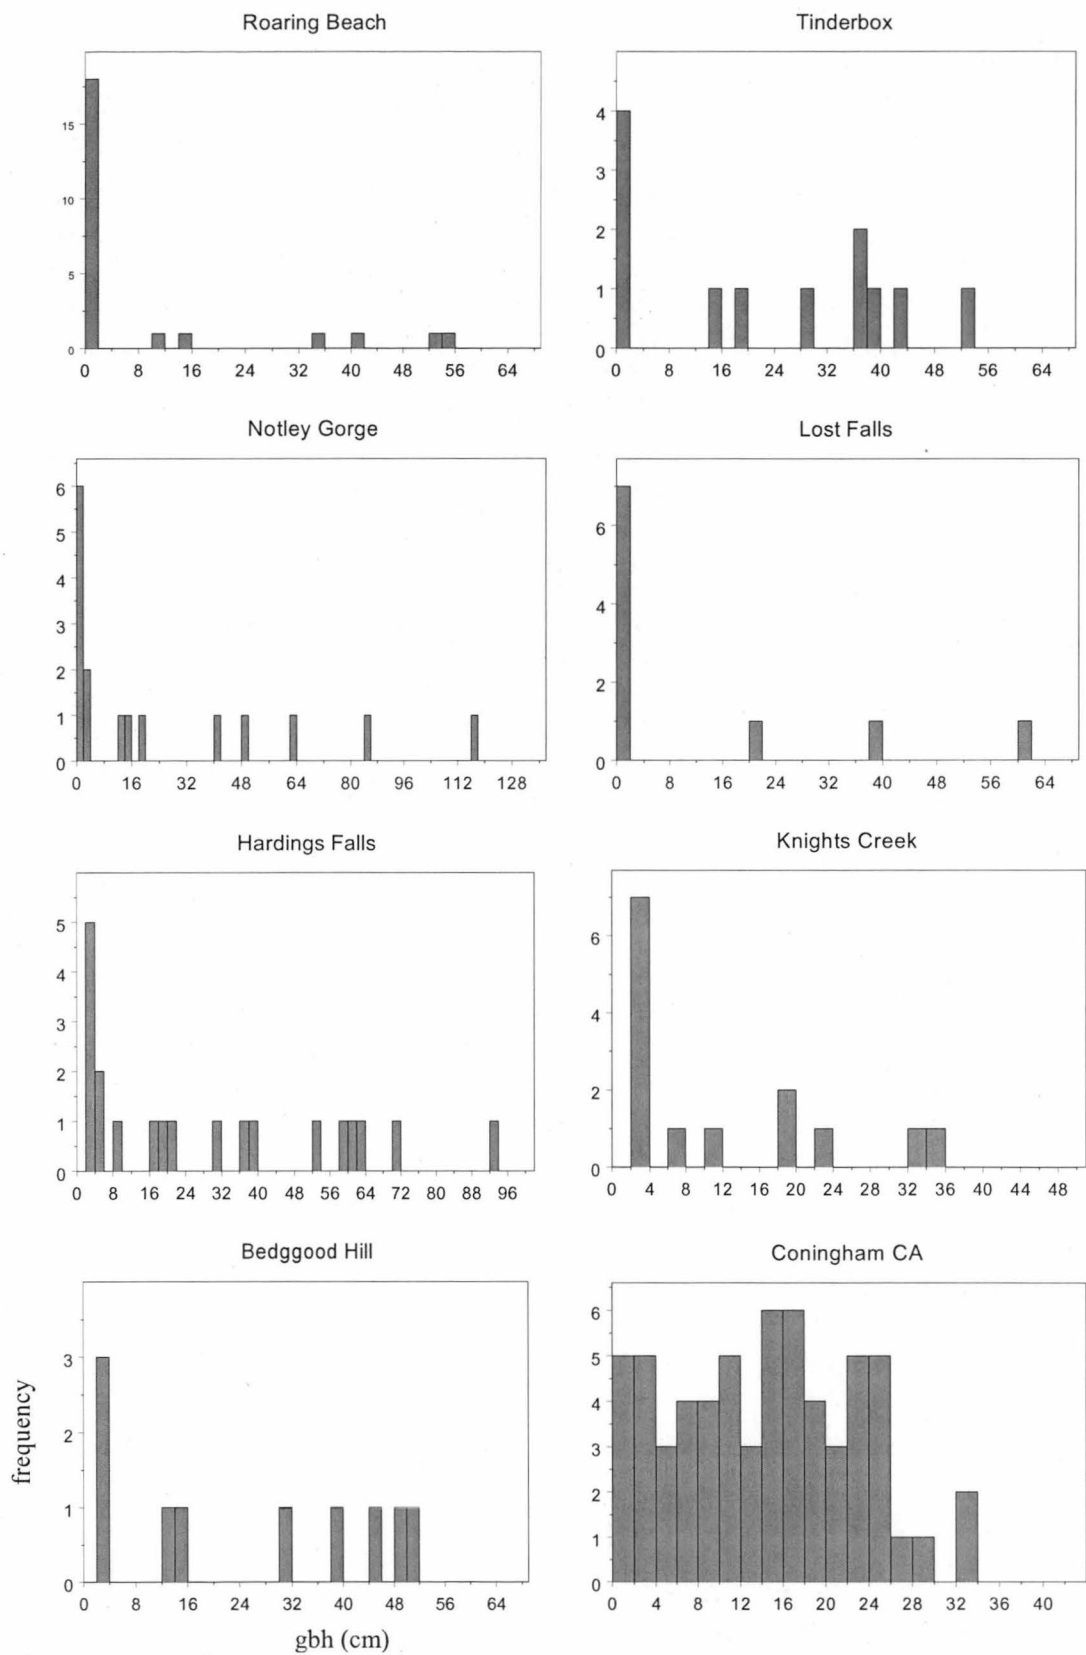 Roaring Beach
15
10
5
0
0 8 16 24 32 40 48 56 64
Tinderbox
4
3
2
1
0
0 8 16 24 32 40 48 56 64
Notley Gorge
6
5
4
3
2
1
0
0 16 32 48 64 80 96 112 128
Lost Falls
6
4
2
0
0 8 16 24 32 40 48 56 64
Hardings Falls
5
4
3
2
1
0
0 8 16 24 32 40 48 56 64 72 80 88 96
Knights Creek
6
4
2
0
0 4 8 12 16 20 24 28 32 36 40 44 48
Bedggood Hill
3
2
1
0
0 8 16 24 32 40 48 56 64
frequency
gbh (cm)
Coningham CA
6
5
4
3
2
1
0
0 4 8 12 16 20 24 28 32 36 40